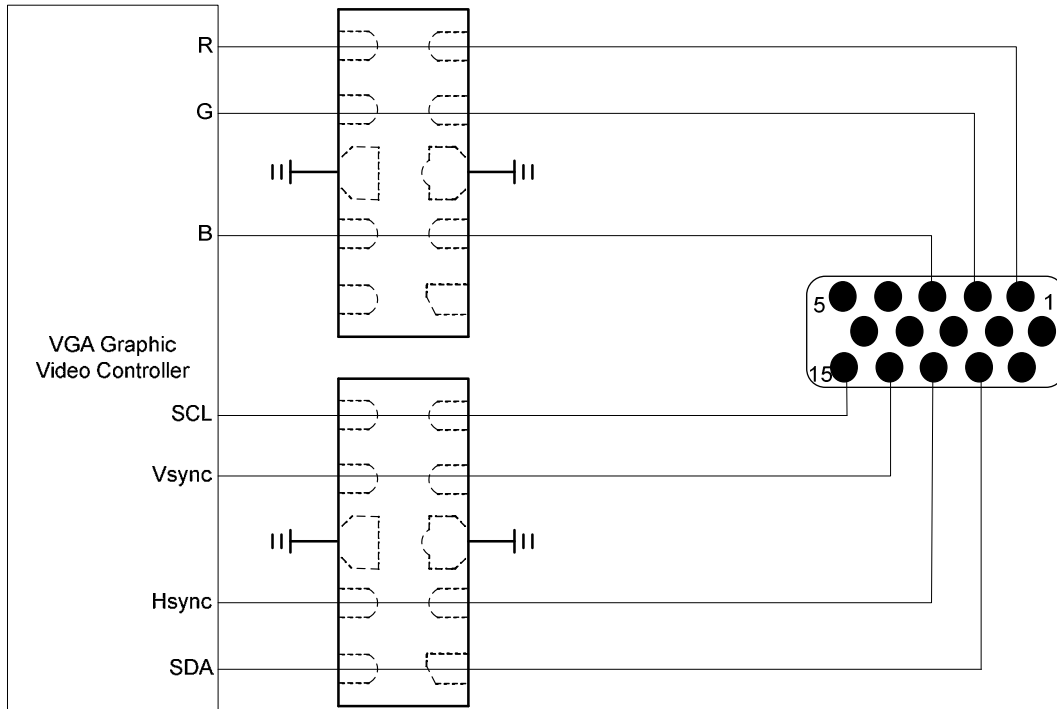 R
G
B
5
1
15
VGA Graphic
Video Controller
SCL
Vsync
Hsync
SDA